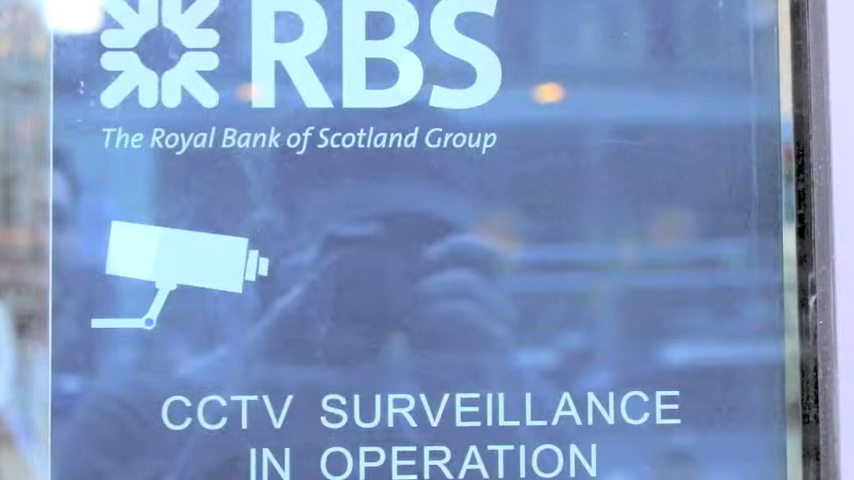 RBS
The Royal Bank of Scotland Group
CCTV SURVEILLANCE
IN OPERATION